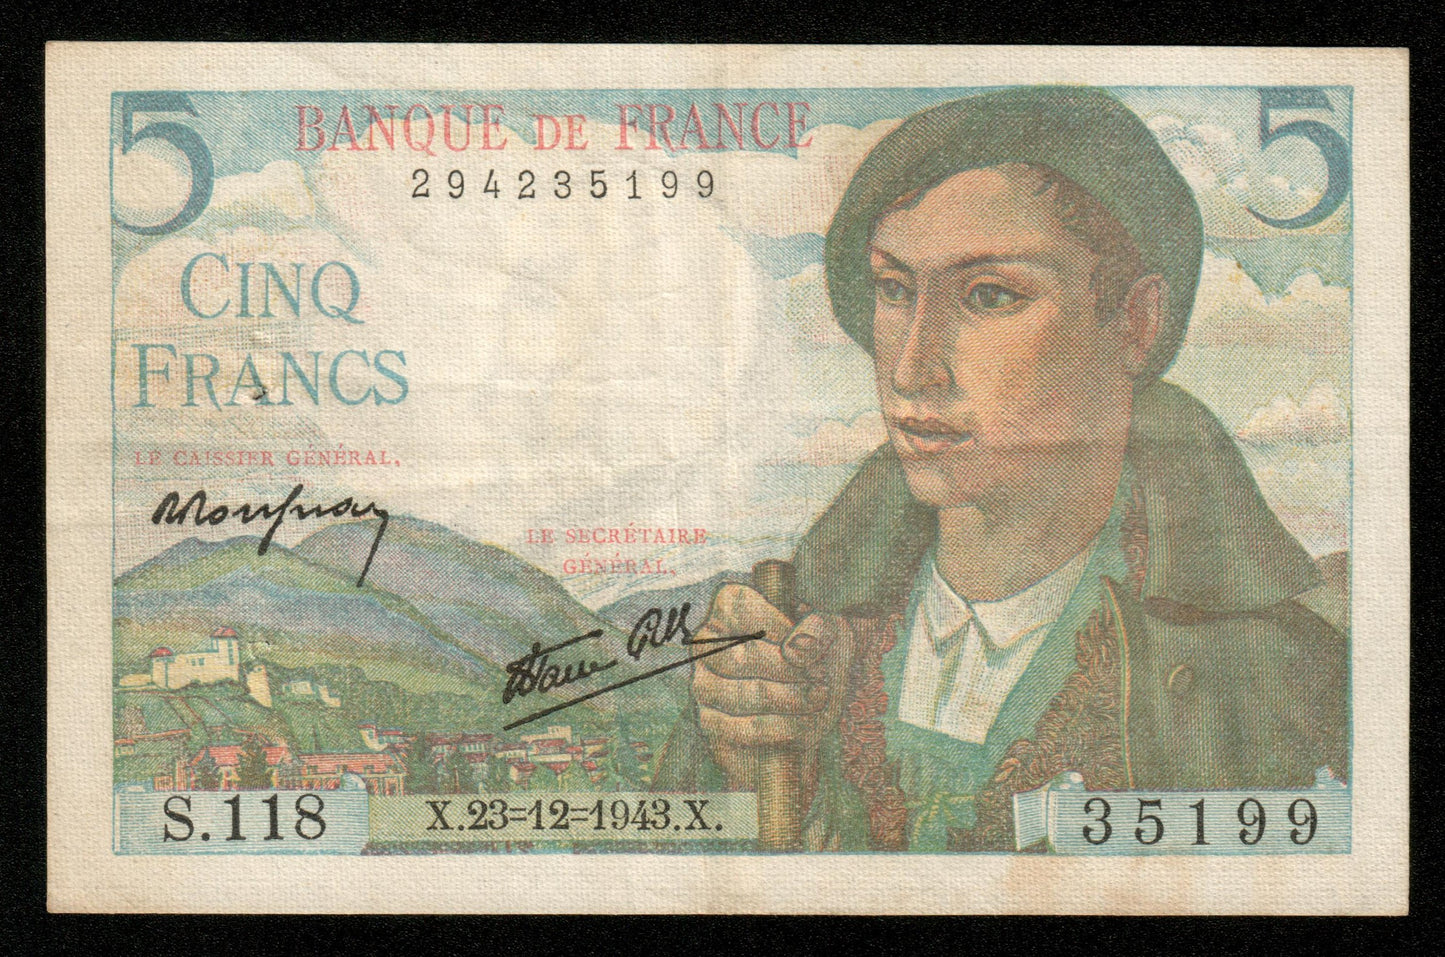 5
5
BANQUE DE FRANCE
294235199
CINQ
FRANCS
LE CAISSIER GÉNÉRAL,
LE SECRÉTAIRE
GÉNÉRAL,
S.118
X.23=12=1943.X.
35199